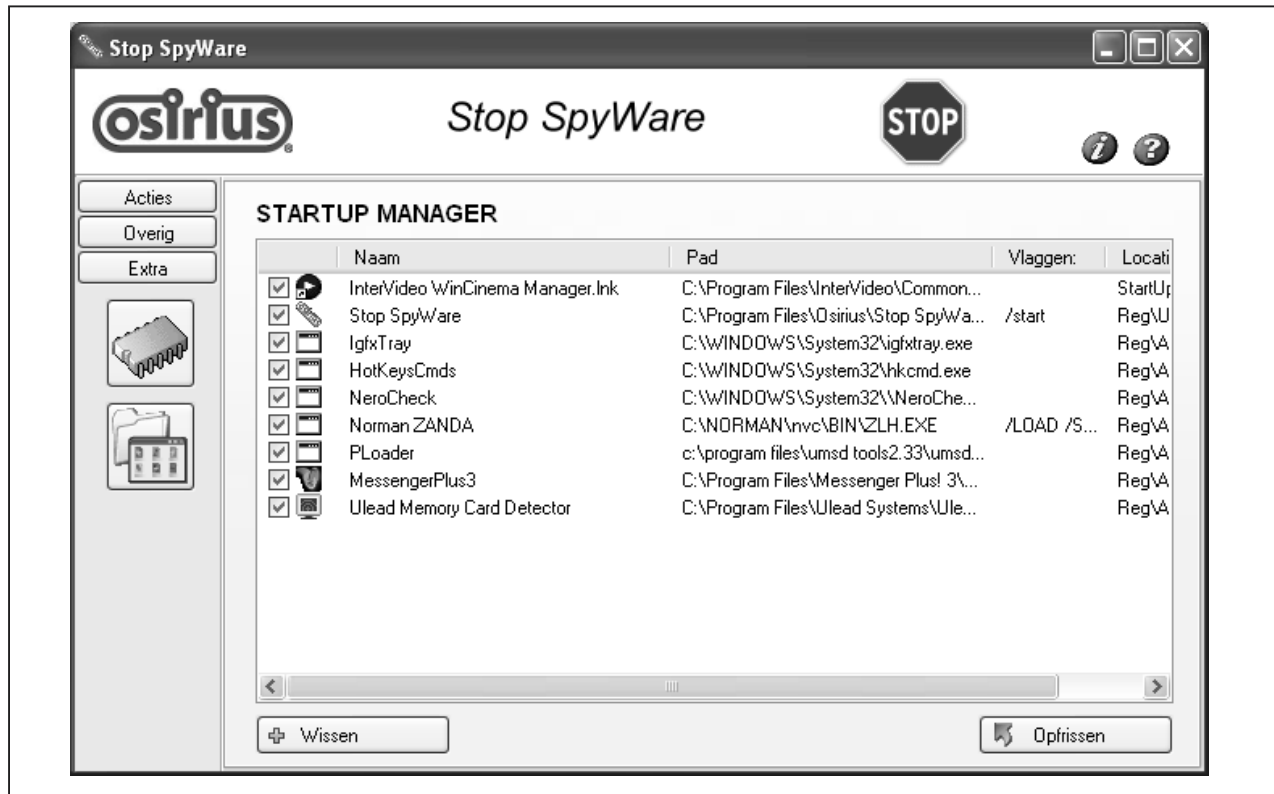 Stop SpyWare
osirius® Stop SpyWare STOP
i ?
Acties
Overig
Extra
STARTUP MANAGER
Naam Pad Vlaggen: Locati
InterVideo WinCinema Manager.lnk C:\Program Files\InterVideo\Common... StartUp
Stop SpyWare C:\Program Files\Osirius\Stop SpyWa... /start Reg\U
IgfxTray C:\WINDOWS\System32\igfxtray.exe Reg\A
HotKeysCmds C:\WINDOWS\System32\hkcmd.exe Reg\A
NeroCheck C:\WINDOWS\System32\\NeroChe... Reg\A
Norman ZANDA C:\NORMAN\nvc\BIN\ZLH.EXE /LOAD /S... Reg\A
PLoader c:\program files\umsd tools2.33\umsd... Reg\A
MessengerPlus3 C:\Program Files\Messenger Plus! 3\... Reg\A
Ulead Memory Card Detector C:\Program Files\Ulead Systems\Ule... Reg\A
Wissen Opfrissen